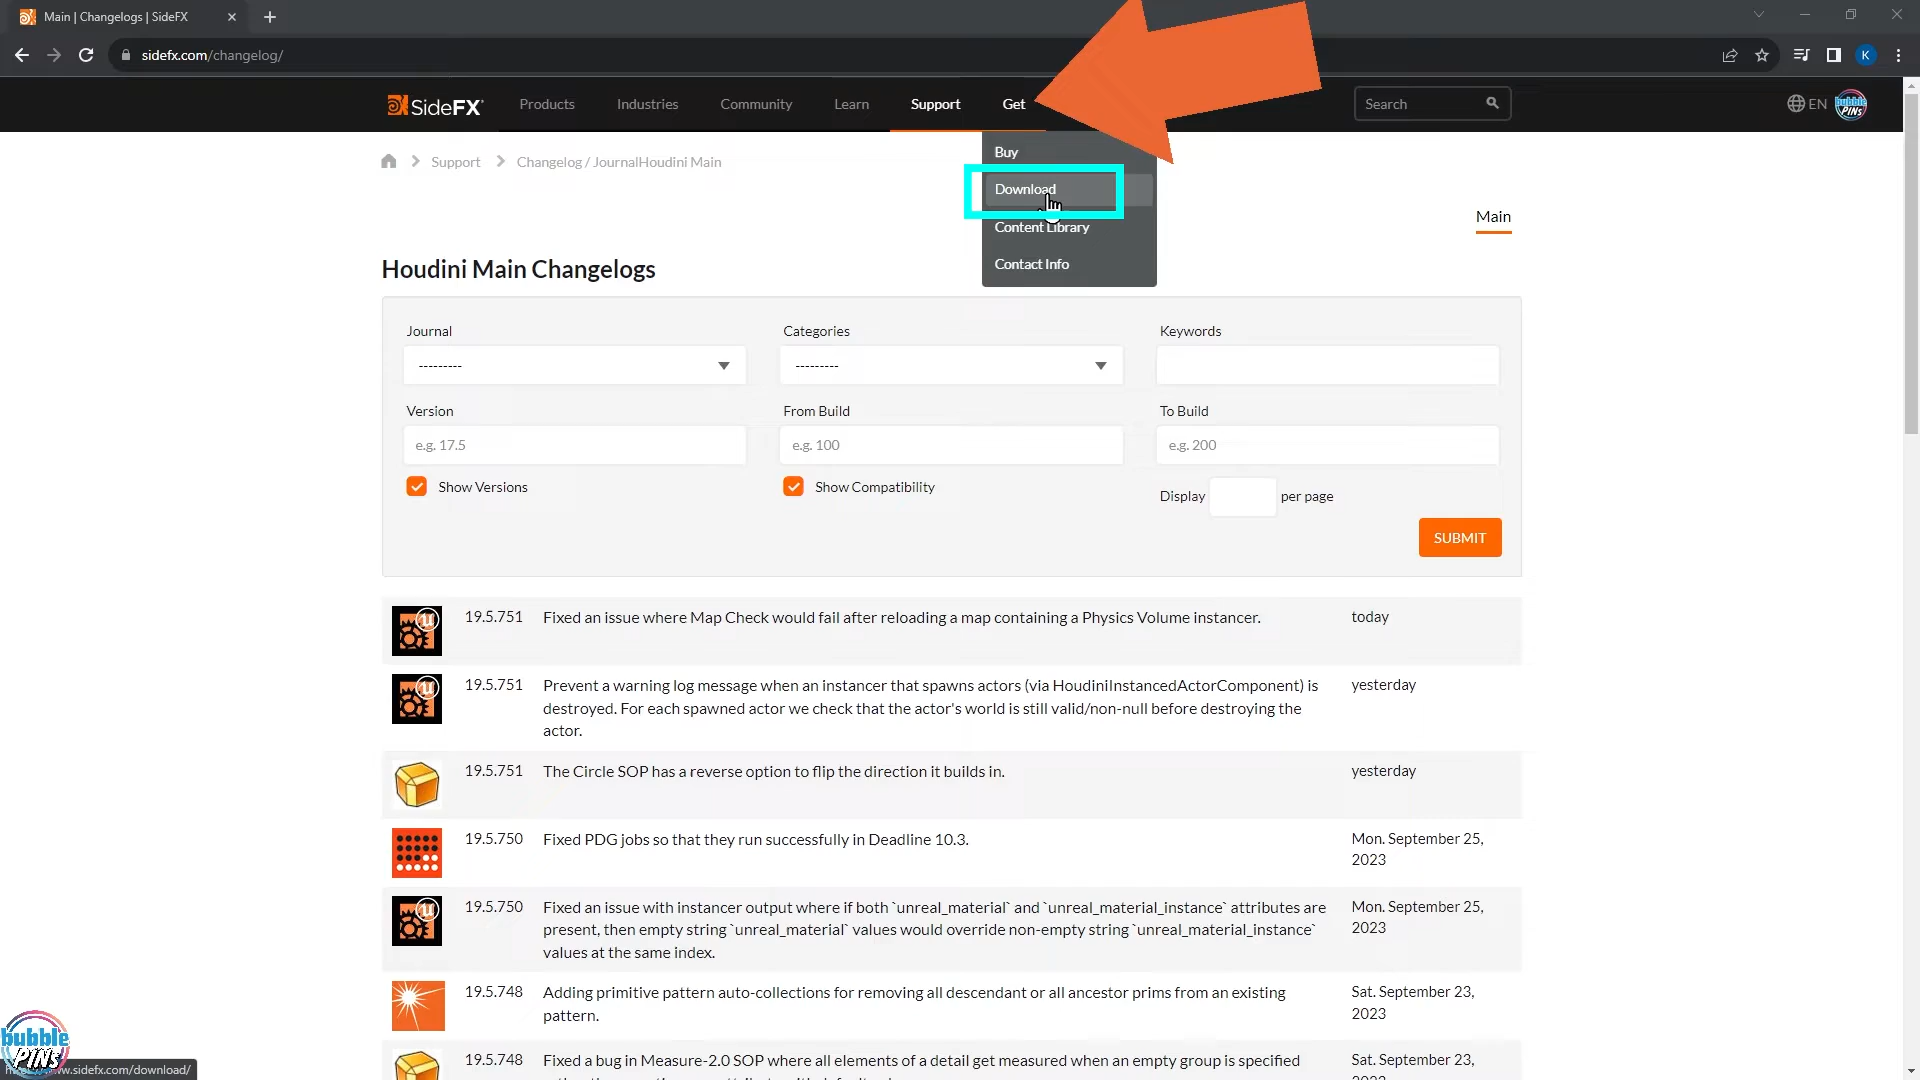 Main | Changelogs | SideFX
sidefx.com/changelog/
K
SideFX
Products
Industries
Community
Learn
Support
Get
Search
EN
bubble
PINs
Support
Changelog / JournalHoudini Main
Buy
Download
Content Library
Contact Info
Main
Houdini Main Changelogs
Journal
Categories
Keywords
---------
---------
Version
From Build
To Build
e.g. 17.5
e.g. 100
e.g. 200
Show Versions
Show Compatibility
Display
per page
SUBMIT
19.5.751
Fixed an issue where Map Check would fail after reloading a map containing a Physics Volume instancer.
today
19.5.751
Prevent a warning log message when an instancer that spawns actors (via HoudiniInstancedActorComponent) is
destroyed. For each spawned actor we check that the actor's world is still valid/non-null before destroying the
actor.
yesterday
19.5.751
The Circle SOP has a reverse option to flip the direction it builds in.
yesterday
19.5.750
Fixed PDG jobs so that they run successfully in Deadline 10.3.
Mon. September 25,
2023
19.5.750
Fixed an issue with instancer output where if both `unreal_material` and `unreal_material_instance` attributes are
present, then empty string `unreal_material` values would override non-empty string `unreal_material_instance`
values at the same index.
Mon. September 25,
2023
19.5.748
Adding primitive pattern auto-collections for removing all descendant or all ancestor prims from an existing
pattern.
Sat. September 23,
2023
19.5.748
Fixed a bug in Measure-2.0 SOP where all elements of a detail get measured when an empty group is specified
Sat. September 23,
bubble
PINs
w.sidefx.com/download/